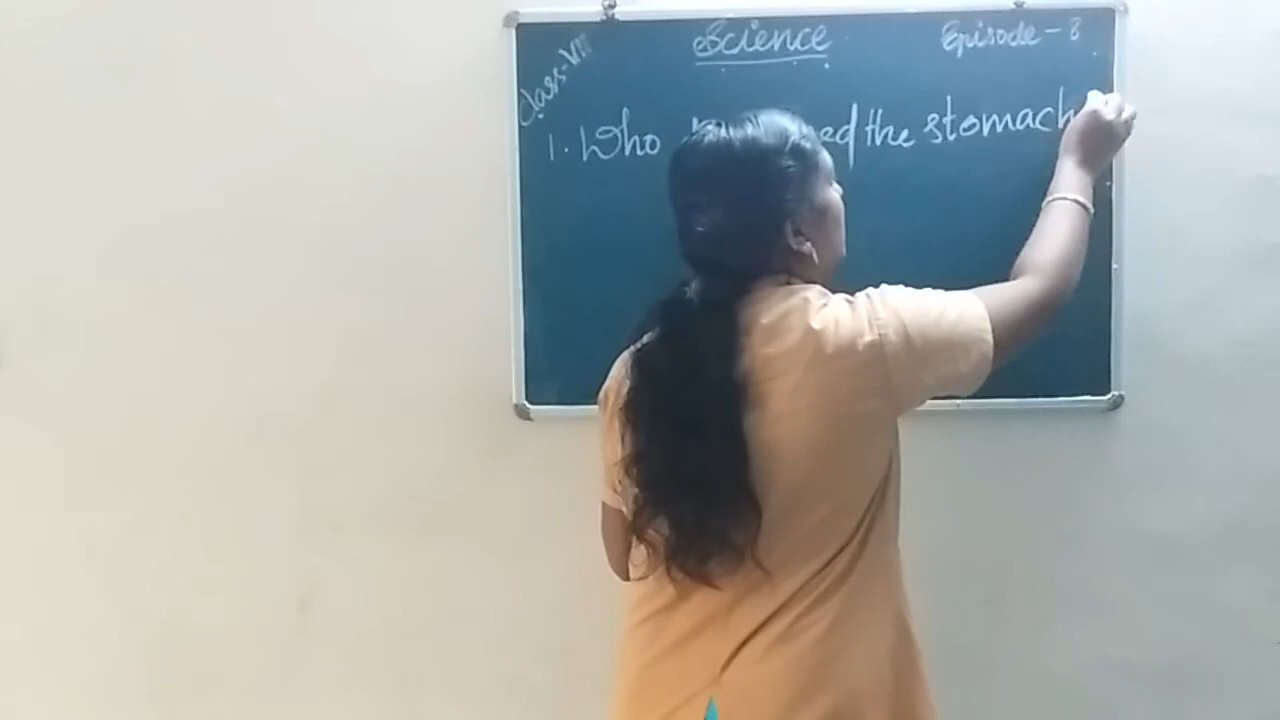 Class-VII
Science
Episode - 8
1. Who the stomach